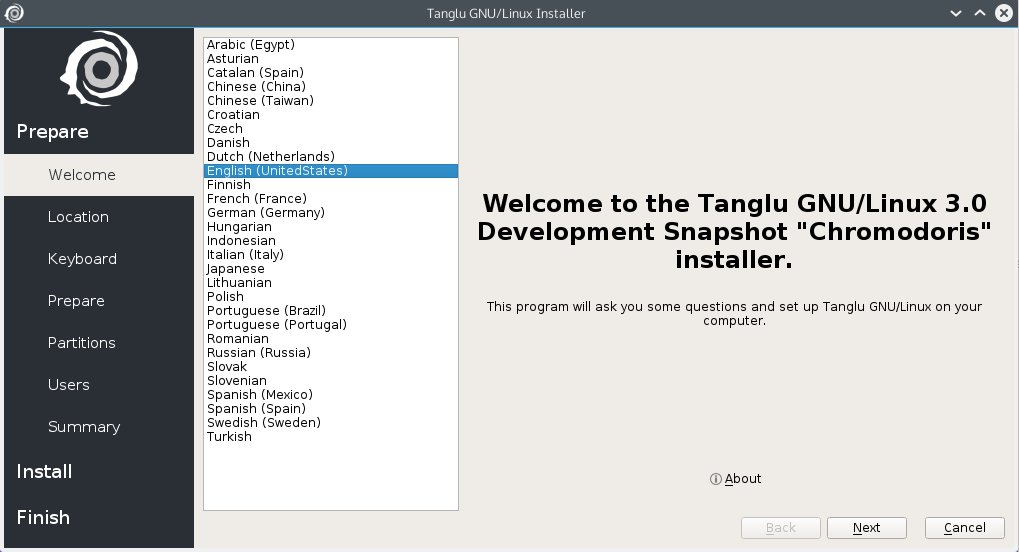 Tanglu GNU/Linux Installer
Prepare
Welcome
Location
Keyboard
Prepare
Partitions
Users
Summary
Install
Finish
Arabic (Egypt)
Asturian
Catalan (Spain)
Chinese (China)
Chinese (Taiwan)
Croatian
Czech
Danish
Dutch (Netherlands)
English (UnitedStates)
Finnish
French (France)
German (Germany)
Hungarian
Indonesian
Italian (Italy)
Japanese
Lithuanian
Polish
Portuguese (Brazil)
Portuguese (Portugal)
Romanian
Russian (Russia)
Slovak
Slovenian
Spanish (Mexico)
Spanish (Spain)
Swedish (Sweden)
Turkish
Welcome to the Tanglu GNU/Linux 3.0
Development Snapshot "Chromodoris"
installer.
This program will ask you some questions and set up Tanglu GNU/Linux on your
computer.
About
Back
Next
Cancel